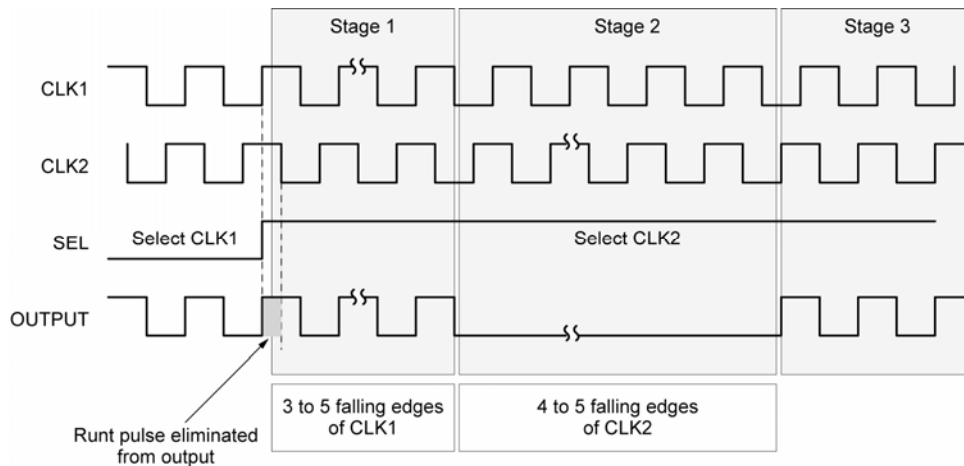 Stage 1
Stage 2
Stage 3
CLK1
CLK2
SEL
Select CLK1
Select CLK2
OUTPUT
Runt pulse eliminated
from output
3 to 5 falling edges
of CLK1
4 to 5 falling edges
of CLK2